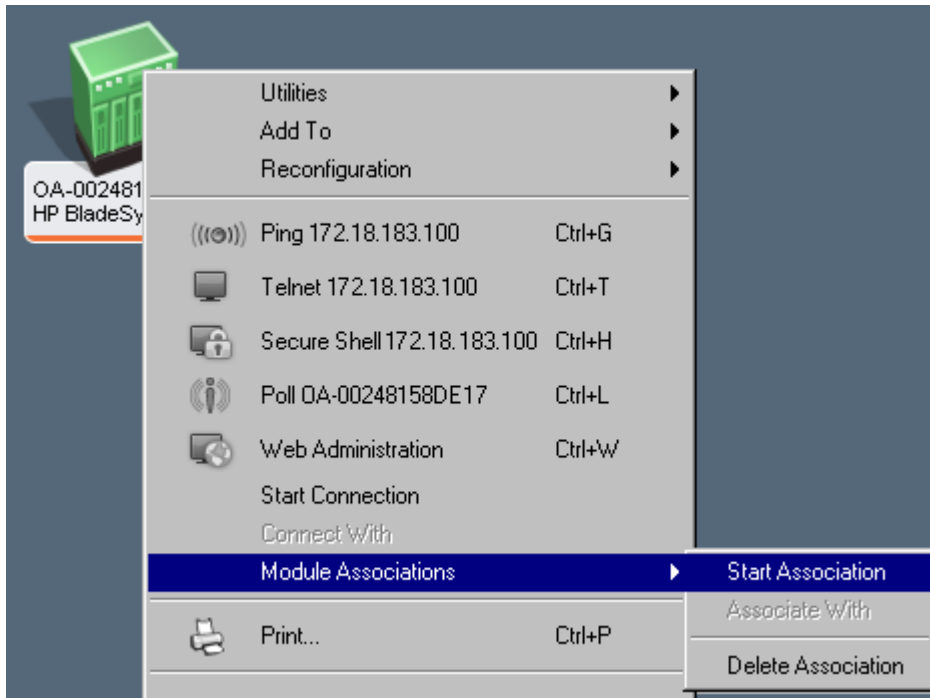 OA-002481
HP BladeSy
Utilities
Add To
Reconfiguration
Ping 172.18.183.100 Ctrl+G
Telnet 172.18.183.100 Ctrl+T
Secure Shell 172.18.183.100 Ctrl+H
Poll OA-00248158DE17 Ctrl+L
Web Administration Ctrl+W
Start Connection
Connect With
Module Associations
Start Association
Associate With
Delete Association
Print... Ctrl+P